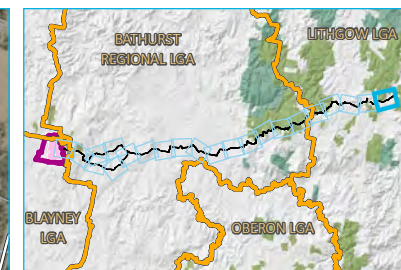 BATHURST
REGIONAL LGA
LITHGOW LGA
BLAYNEY
LGA
OBERON LGA